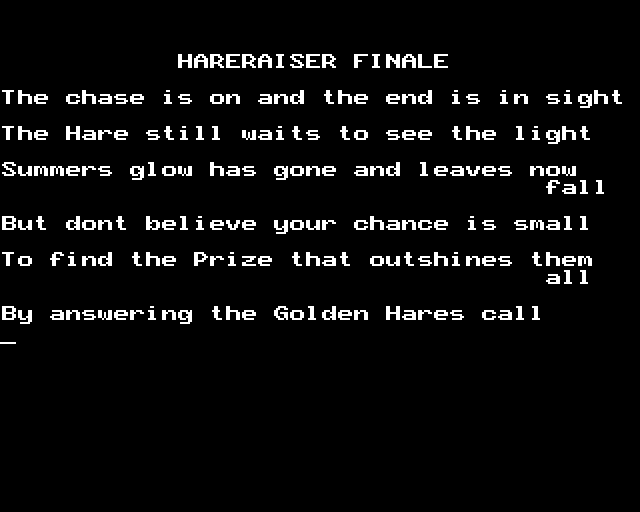 HARERAISER FINALE
The chase is on and the end is in sight
The Hare still waits to see the light
Summers glow has gone and leaves now
fall
But dont believe your chance is small
To find the Prize that outshines them
all
By answering the Golden Hares call